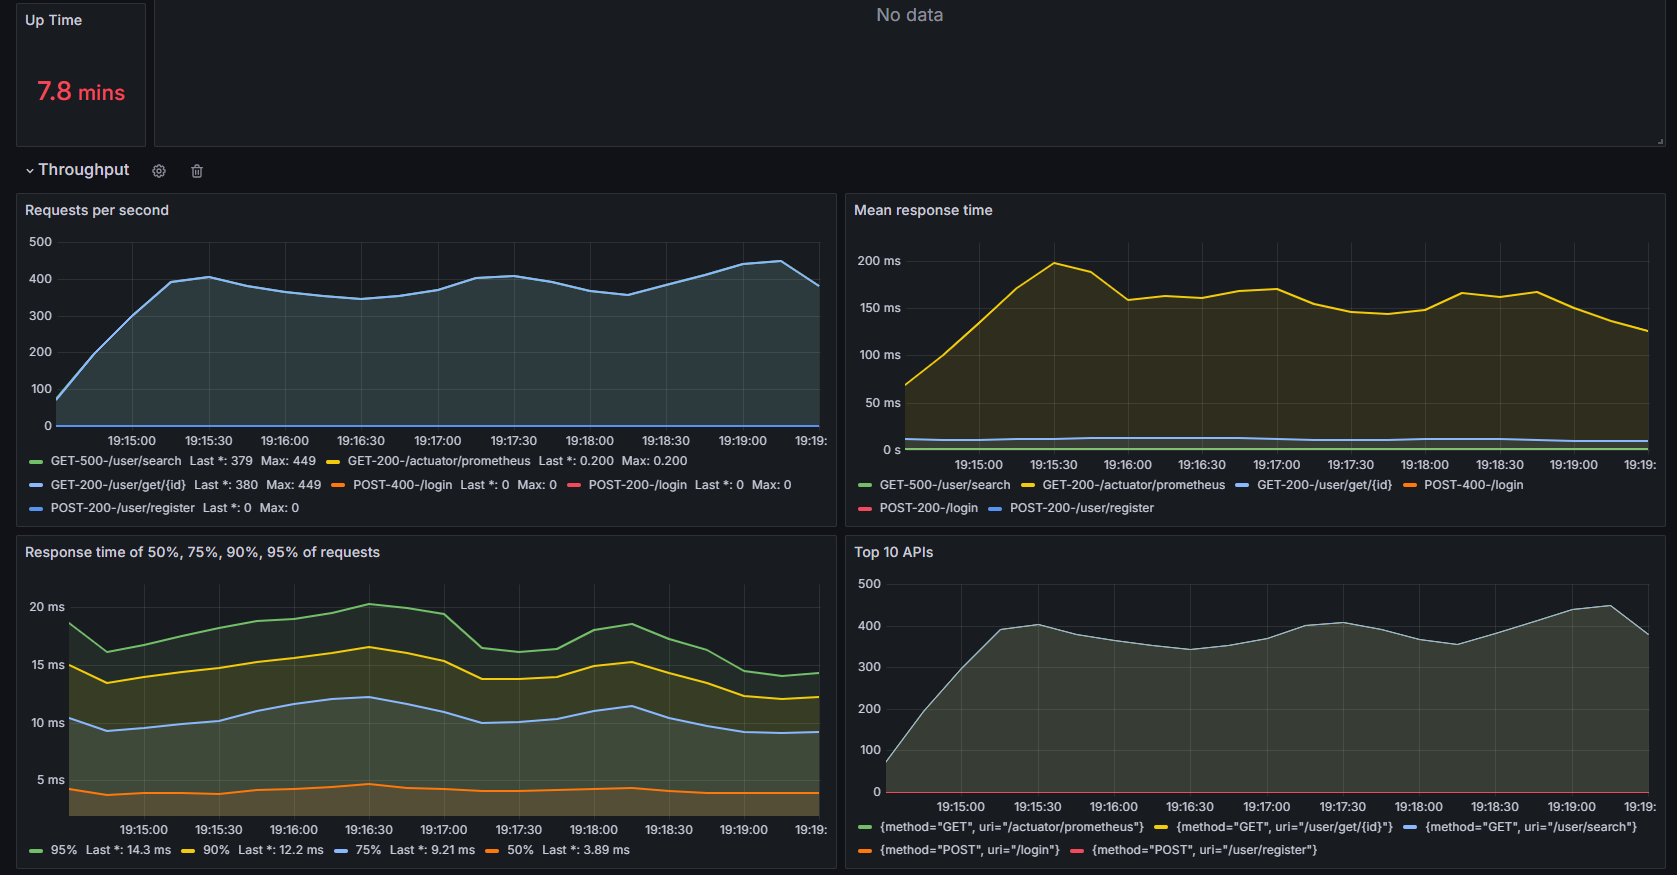 Up Time
No data
7.8 mins
Throughput
Requests per second
500
400
300
200
100
0
19:15:00 19:15:30 19:16:00 19:16:30 19:17:00 19:17:30 19:18:00 19:18:30 19:19:00 19:19:
GET-500-/user/search Last *: 379 Max: 449 GET-200-/actuator/prometheus Last *: 0.200 Max: 0.200
GET-200-/user/get/{id} Last *: 380 Max: 449 POST-400-/login Last *: 0 Max: 0 POST-200-/login Last *: 0 Max: 0
POST-200-/user/register Last *: 0 Max: 0
Mean response time
200 ms
150 ms
100 ms
50 ms
0 s
19:15:00 19:15:30 19:16:00 19:16:30 19:17:00 19:17:30 19:18:00 19:18:30 19:19:00 19:19:
GET-500-/user/search GET-200-/actuator/prometheus GET-200-/user/get/{id} POST-400-/login
POST-200-/login POST-200-/user/register
Response time of 50%, 75%, 90%, 95% of requests
20 ms
15 ms
10 ms
5 ms
19:15:00 19:15:30 19:16:00 19:16:30 19:17:00 19:17:30 19:18:00 19:18:30 19:19:00 19:19:
95% Last *: 14.3 ms 90% Last *: 12.2 ms 75% Last *: 9.21 ms 50% Last *: 3.89 ms
Top 10 APIs
500
400
300
200
100
0
19:15:00 19:15:30 19:16:00 19:16:30 19:17:00 19:17:30 19:18:00 19:18:30 19:19:00 19:19:
{method="GET", uri="/actuator/prometheus"} {method="GET", uri="/user/get/{id}"} {method="GET", uri="/user/search"}
{method="POST", uri="/login"} {method="POST", uri="/user/register"}